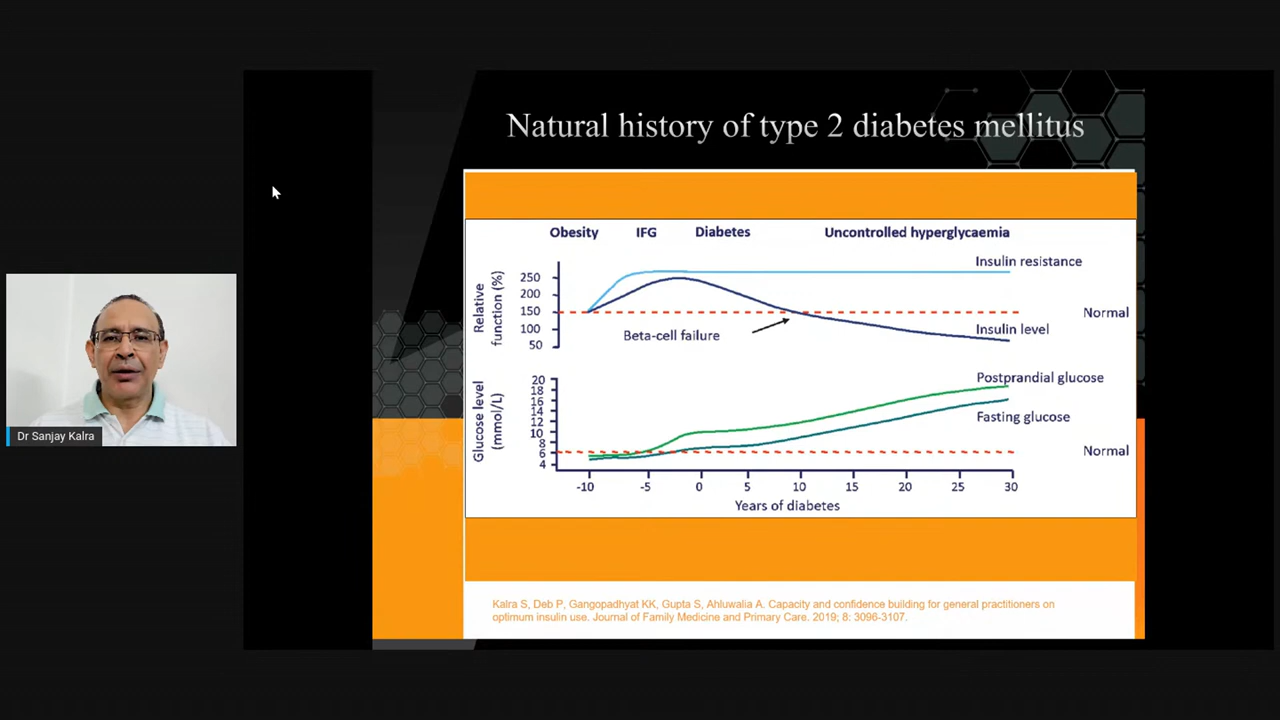 Natural history of type 2 diabetes mellitus
Obesity IFG Diabetes Uncontrolled hyperglycaemia
Relative function (%)
250
200
150
100
50
Insulin resistance
Normal
Beta-cell failure
Insulin level
Glucose level (mmol/L)
20
18
16
14
12
10
8
6
4
Postprandial glucose
Fasting glucose
Normal
-10 -5 0 5 10 15 20 25 30
Years of diabetes
Dr Sanjay Kalra
Kalra S, Deb P, Gangopadhyat KK, Gupta S, Ahluwalia A. Capacity and confidence building for general practitioners on
optimum insulin use. Journal of Family Medicine and Primary Care. 2019; 8: 3096-3107.